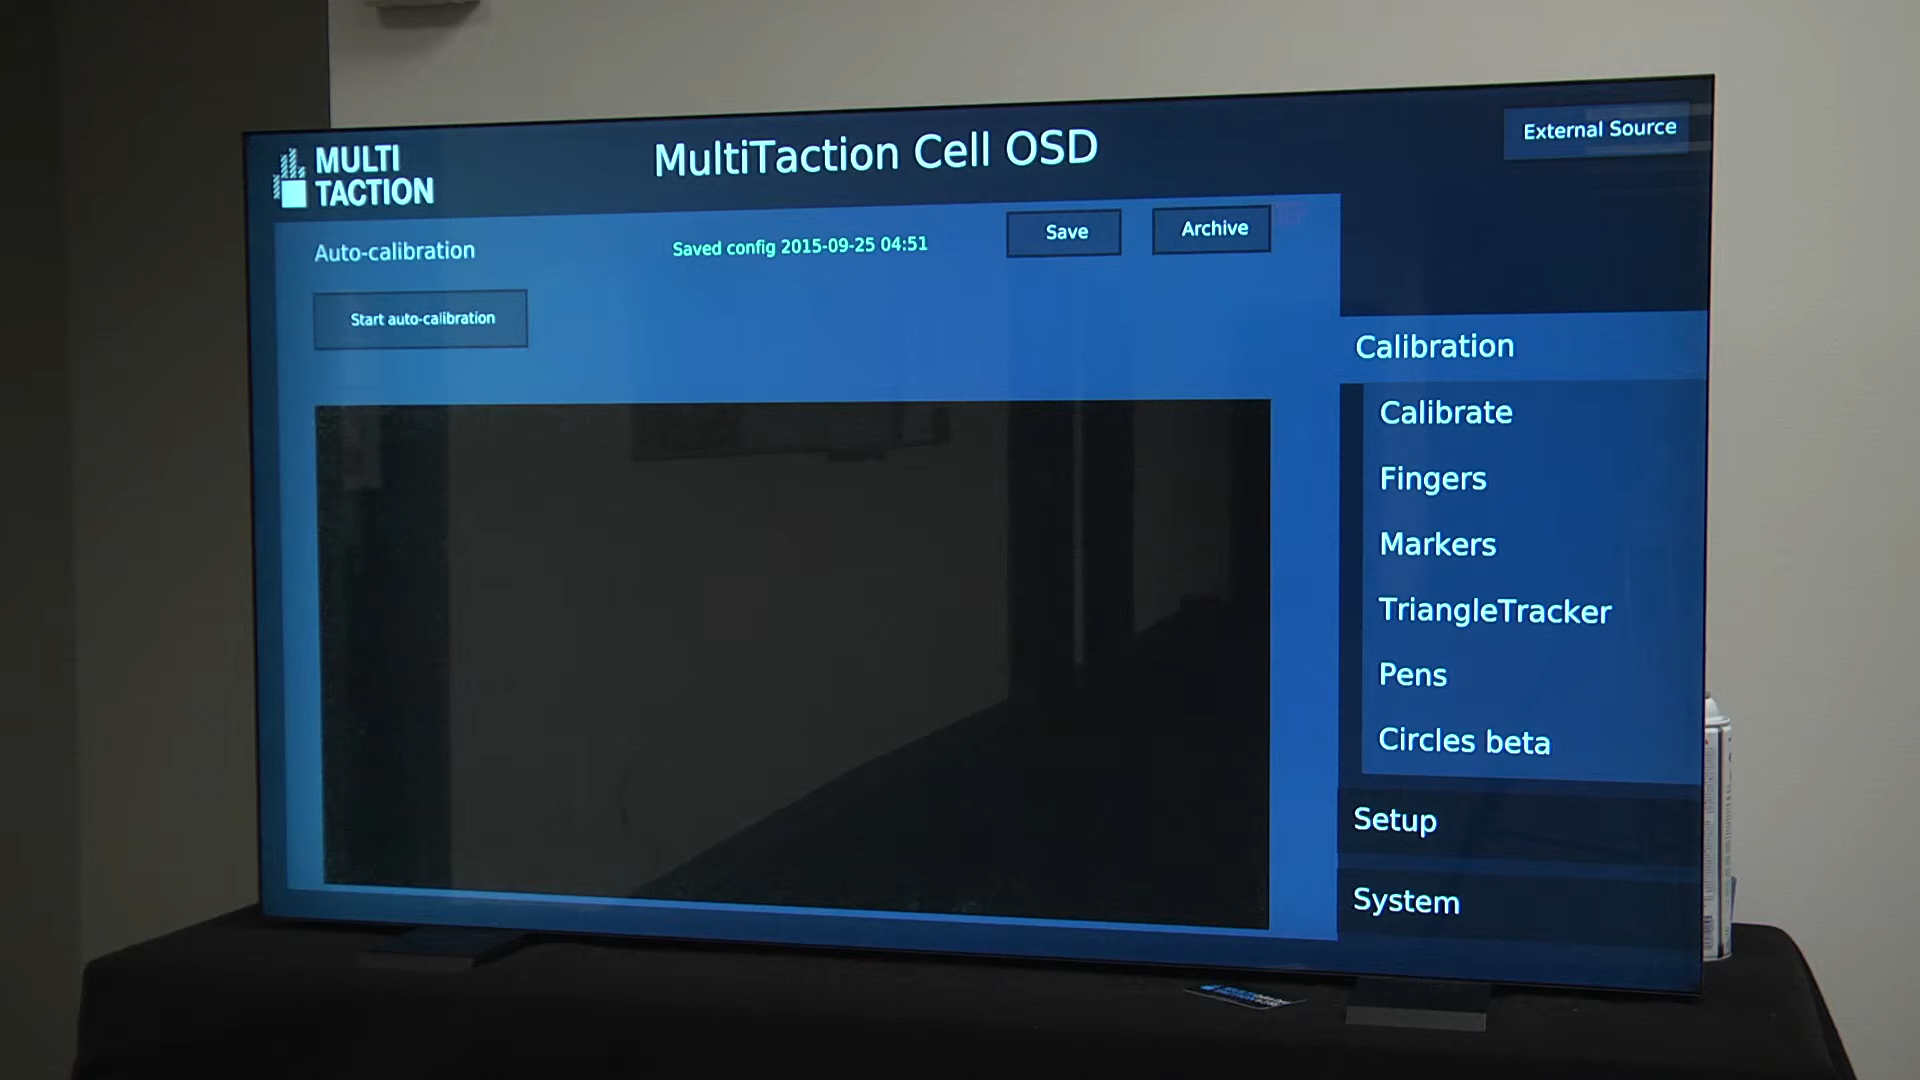 MULTI
TACTION
MultiTaction Cell OSD
External Source
Auto-calibration
Saved config 2015-09-25 04:51
Save
Archive
Start auto-calibration
Calibration
Calibrate
Fingers
Markers
TriangleTracker
Pens
Circles beta
Setup
System